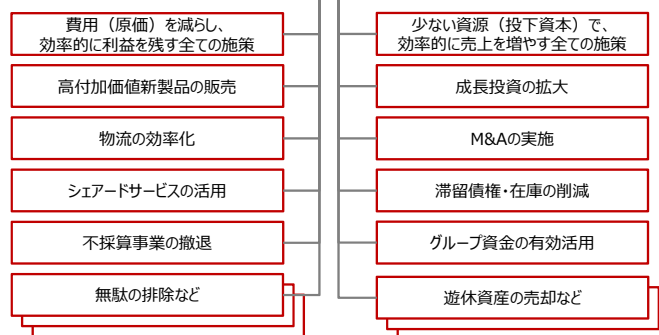 費用（原価）を減らし、
効率的に利益を残す全ての施策
高付加価値新製品の販売
物流の効率化
シェアードサービスの活用
不採算事業の撤退
無駄の排除など
少ない資源（投下資本）で、
効率的に売上を増やす全ての施策
成長投資の拡大
M&Aの実施
滞留債権・在庫の削減
グループ資金の有効活用
遊休資産の売却など